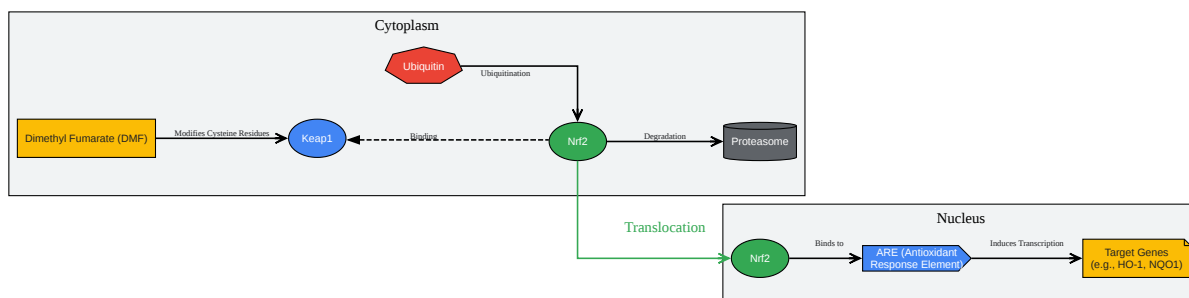 Cytoplasm
Ubiquitin
Ubiquitination
Dimethyl Fumarate (DMF)
Modifies Cysteine Residues
Keap1
Binding
Nrf2
Degradation
Proteasome
Translocation
Nucleus
Nrf2
Binds to
ARE (Antioxidant
Response Element)
Induces Transcription
Target Genes
(e.g., HO-1, NQO1)